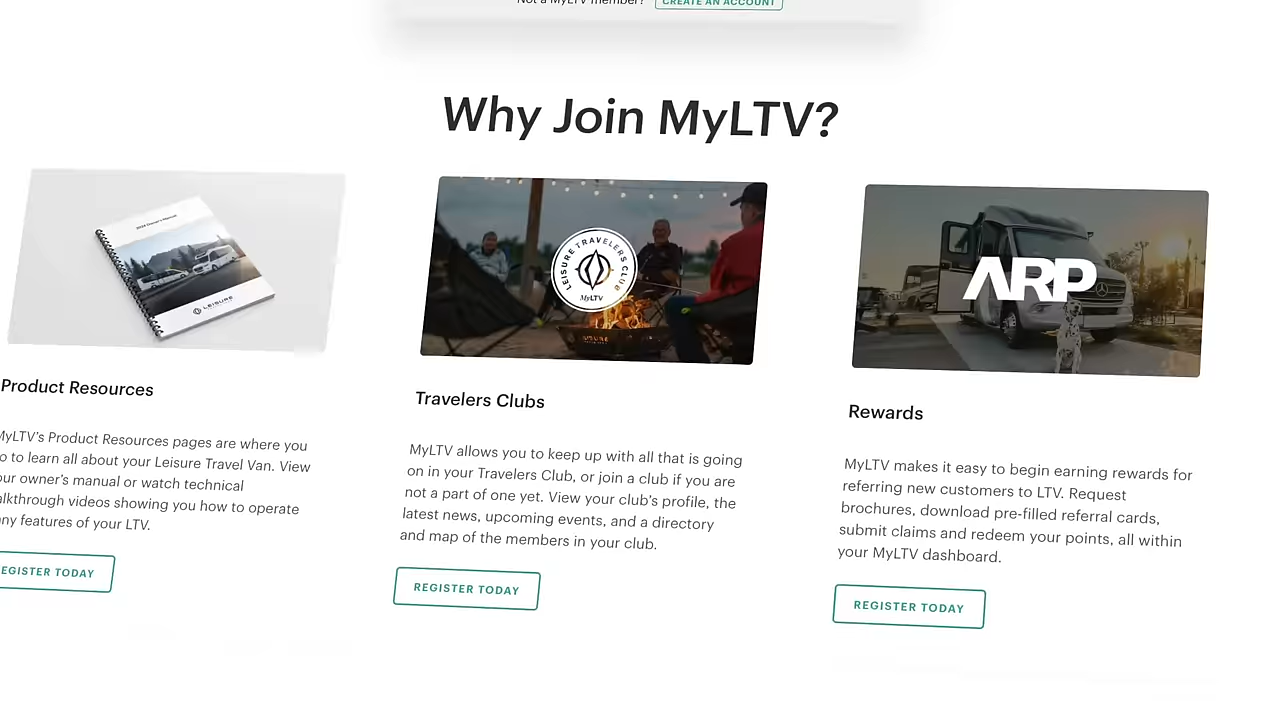 Not a MyLTV member? CREATE AN ACCOUNT
Why Join MyLTV?
2024 Owner's Manual
LEISURE
LEISURE TRAVELERS CLUB
MyLTV
ARP
Product Resources
MyLTV's Product Resources pages are where you
to learn all about your Leisure Travel Van. View
owner's manual or watch technical
videos showing you how to operate
features of your LTV.
REGISTER TODAY
Travelers Clubs
MyLTV allows you to keep up with all that is going
on in your Travelers Club, or join a club if you are
not a part of one yet. View your club's profile, the
latest news, upcoming events, and a directory
and map of the members in your club.
REGISTER TODAY
Rewards
MyLTV makes it easy to begin earning rewards for
referring new customers to LTV. Request
brochures, download pre-filled referral cards,
submit claims and redeem your points, all within
your MyLTV dashboard.
REGISTER TODAY